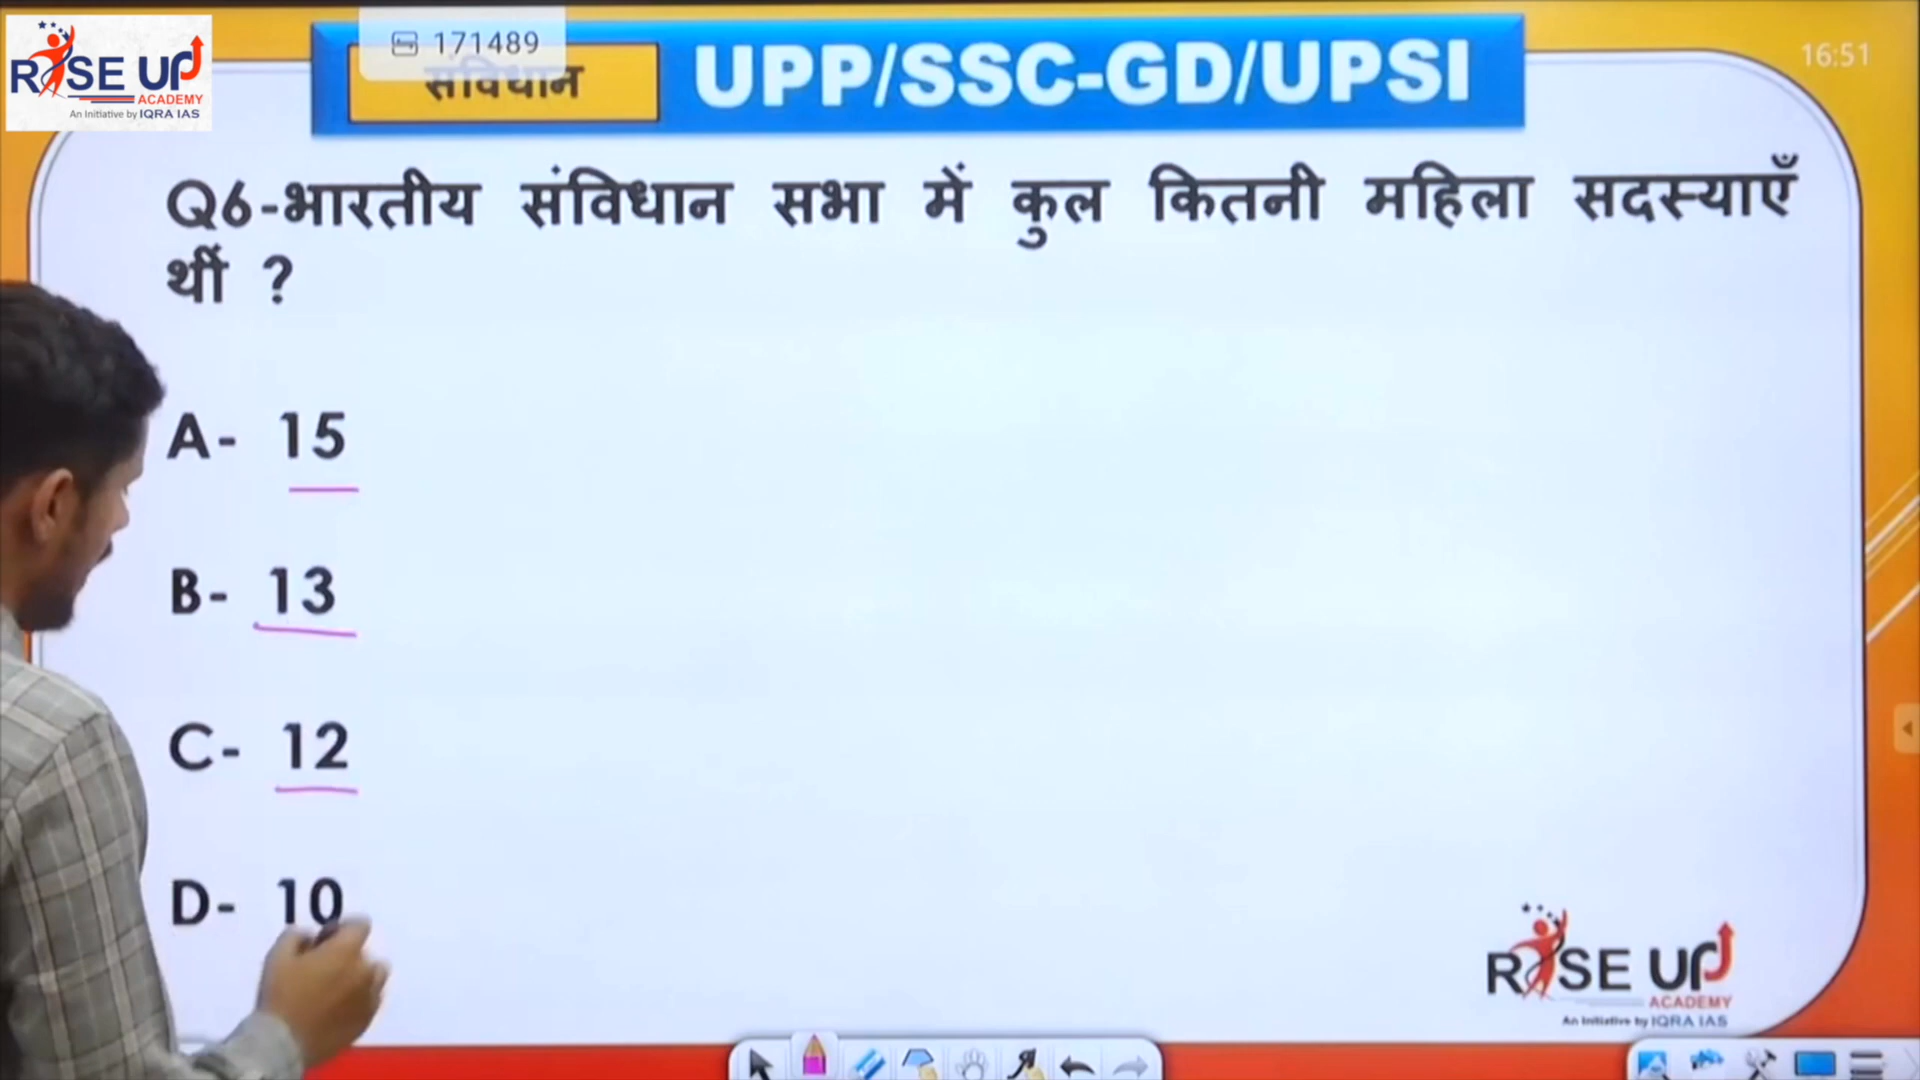 RISE UP
ACADEMY
An Initiative by IQRA IAS
171489
संविधान
UPP/SSC-GD/UPSI
16:51
Q6-भारतीय संविधान सभा में कुल कितनी महिला सदस्याएँ
थीं ?
A- 15
B- 13
C- 12
D- 10
RISE UP
ACADEMY
An Initiative by IQRA IAS